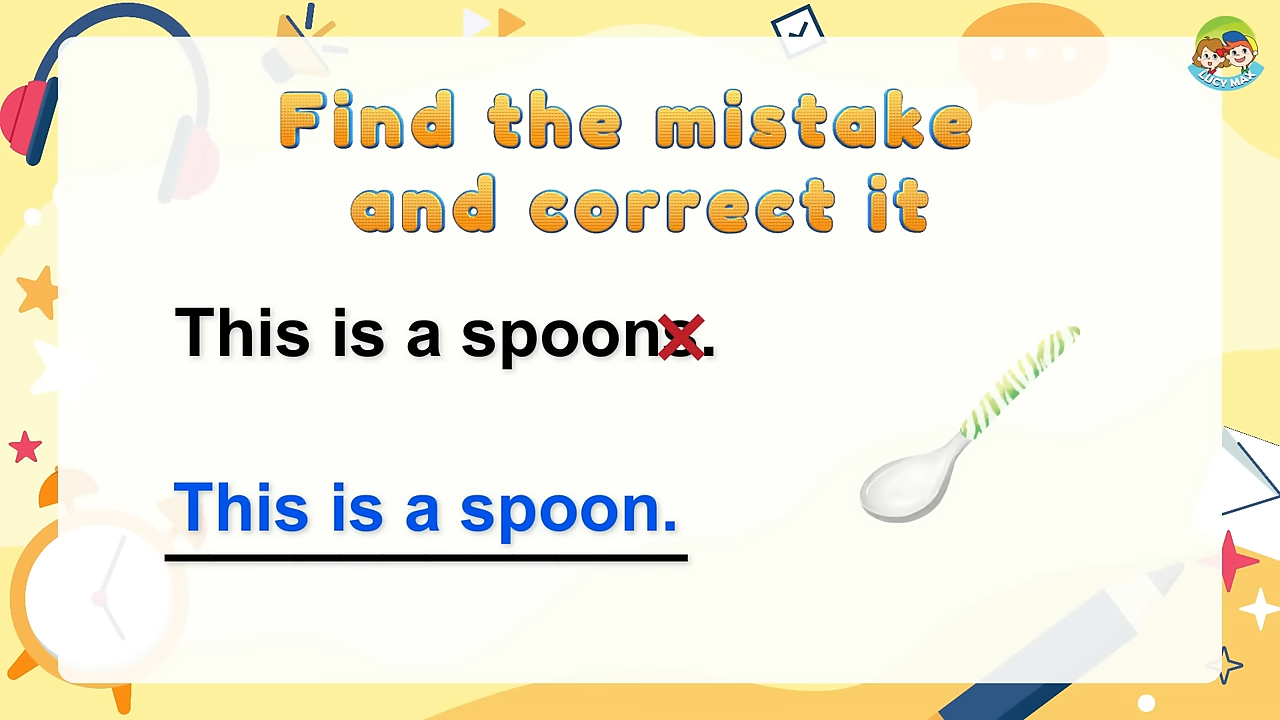 LUCY MAX
Find the mistake
and correct it
This is a spoons.
This is a spoon.